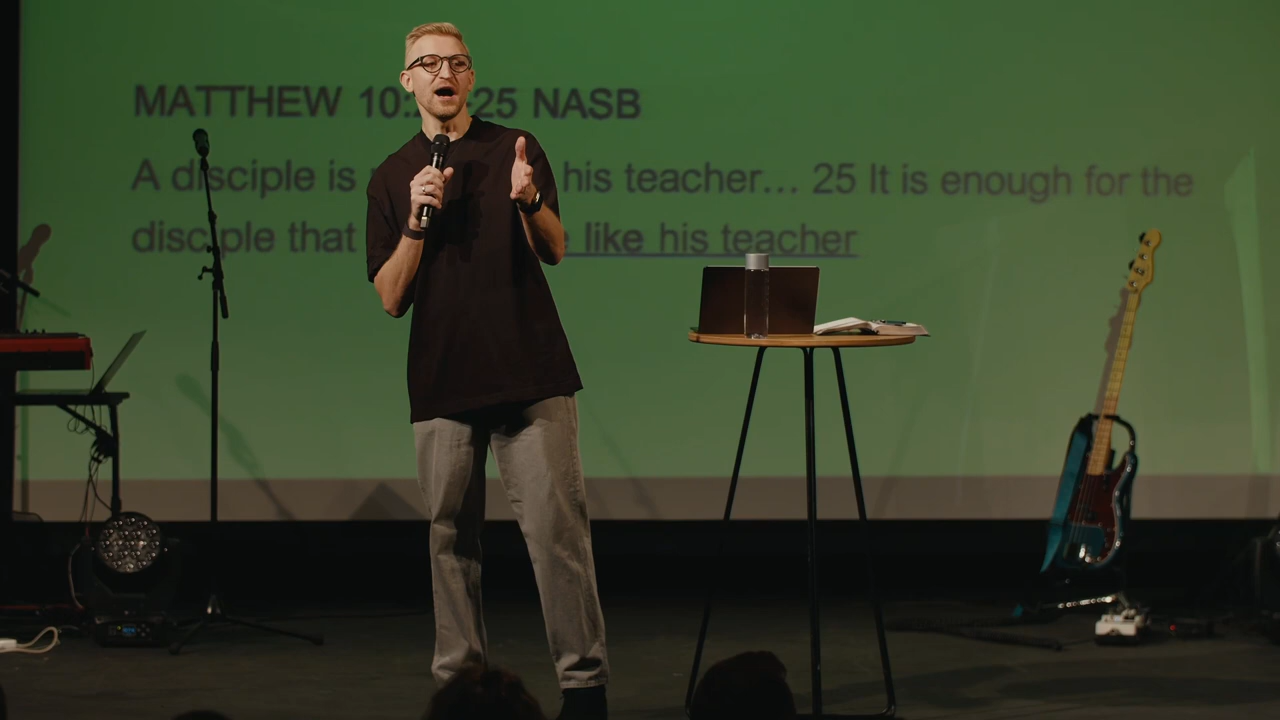 MATTHEW 10: 25 NASB
A disciple is his teacher... 25 It is enough for the
disciple that like his teacher